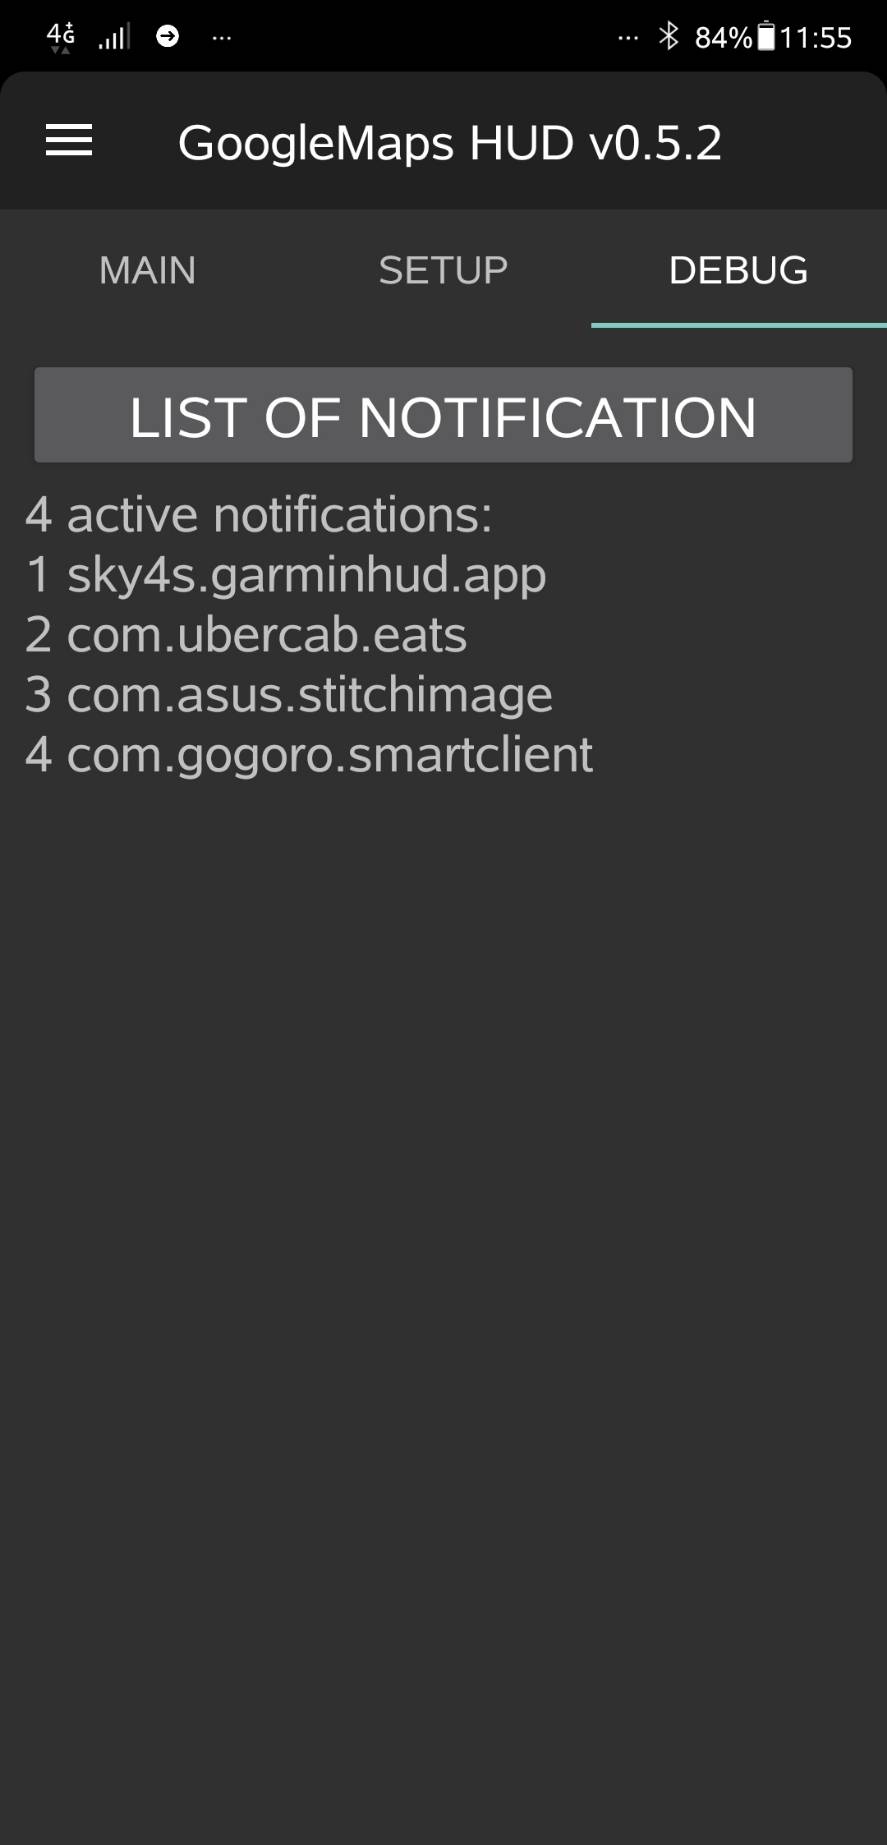 4G+ ... ... 84% 11:55
GoogleMaps HUD v0.5.2
MAIN SETUP DEBUG
LIST OF NOTIFICATION
4 active notifications:
1 sky4s.garminhud.app
2 com.ubercab.eats
3 com.asus.stitchimage
4 com.gogoro.smartclient